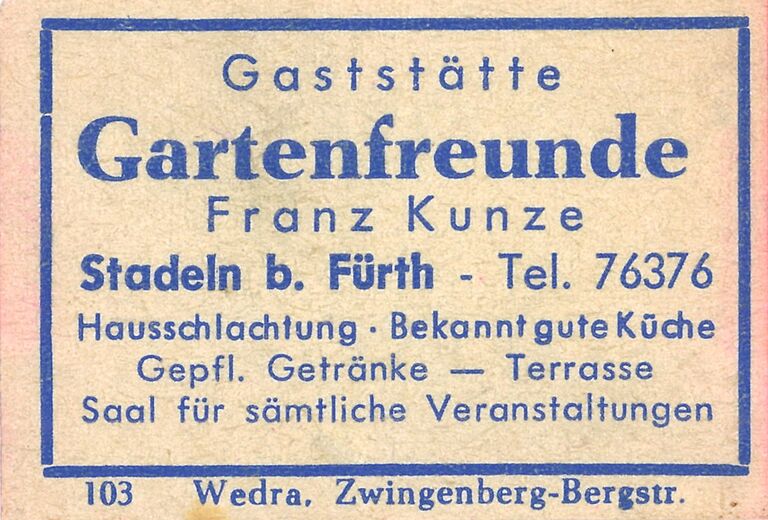 Gaststätte
Gartenfreunde
Franz Kunze
Stadeln b. Fürth - Tel. 76376
Hausschlachtung · Bekannt gute Küche
Gepfl. Getränke — Terrasse
Saal für sämtliche Veranstaltungen
103 Wedra, Zwingenberg-Bergstr.